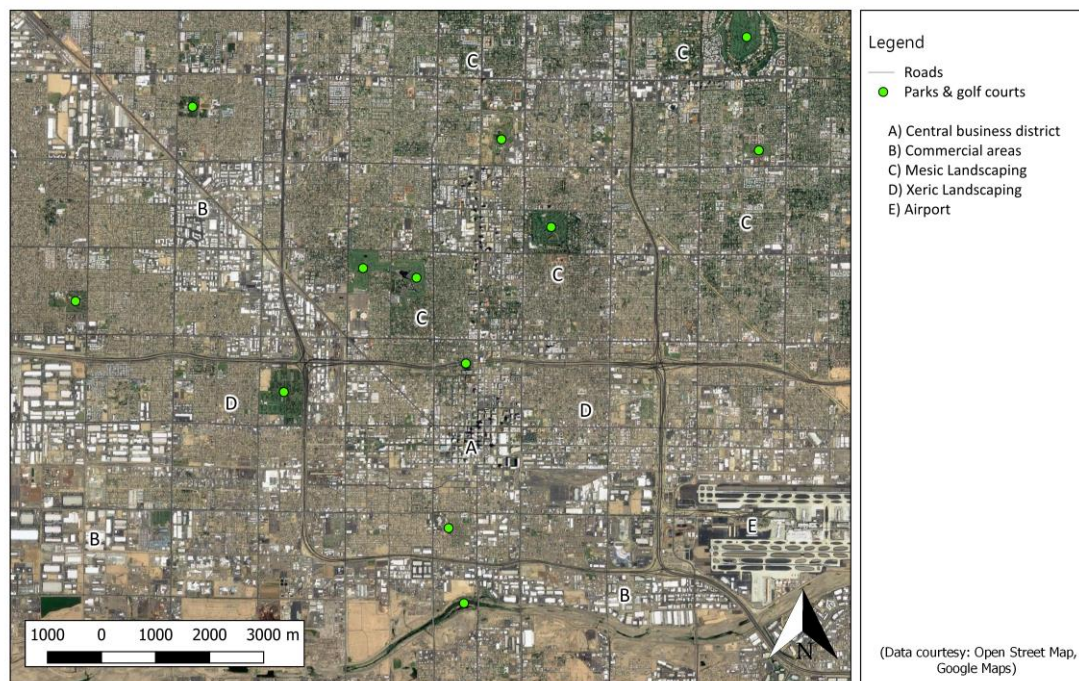 C
C
B
C
C
C
D
D
A
E
B
B
1000 0 1000 2000 3000 m
N
Legend
Roads
Parks & golf courts
A) Central business district
B) Commercial areas
C) Mesic Landscaping
D) Xeric Landscaping
E) Airport
(Data courtesy: Open Street Map,
Google Maps)